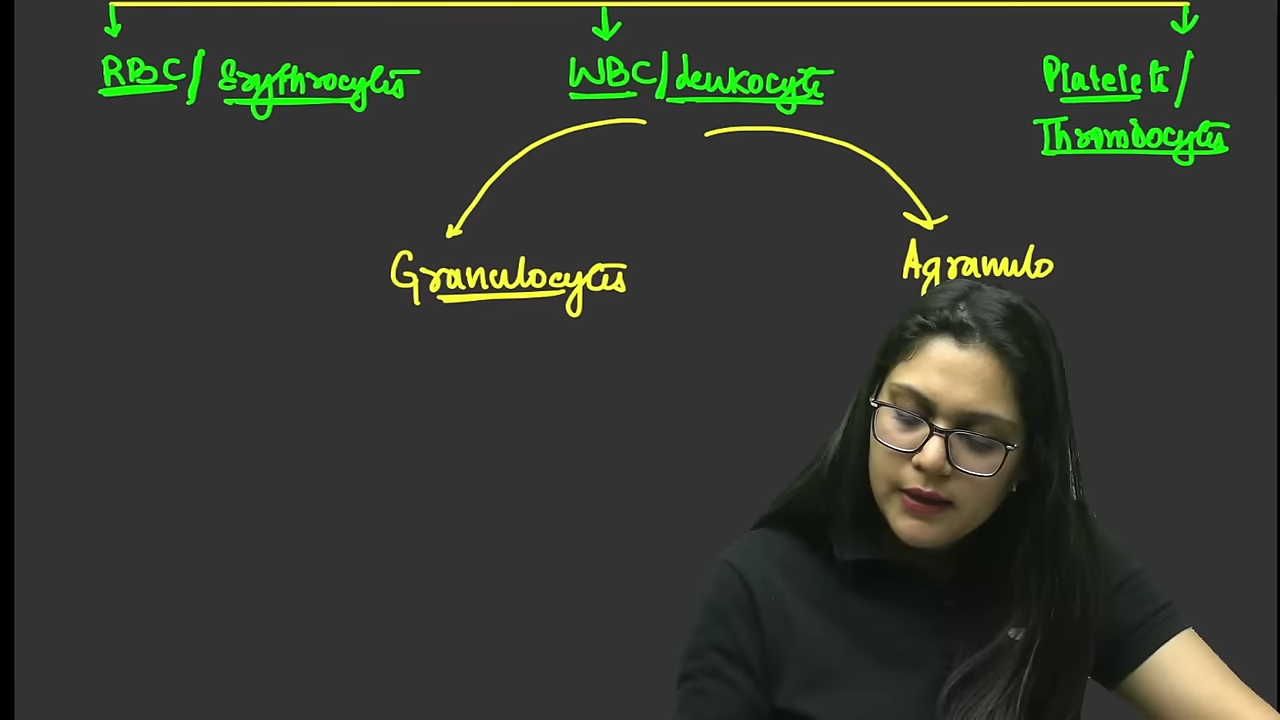 RBC/ Erythrocytes
WBC/Leukocyte
Platelets/
Thrombocytes
Granulocytes
Agranulo